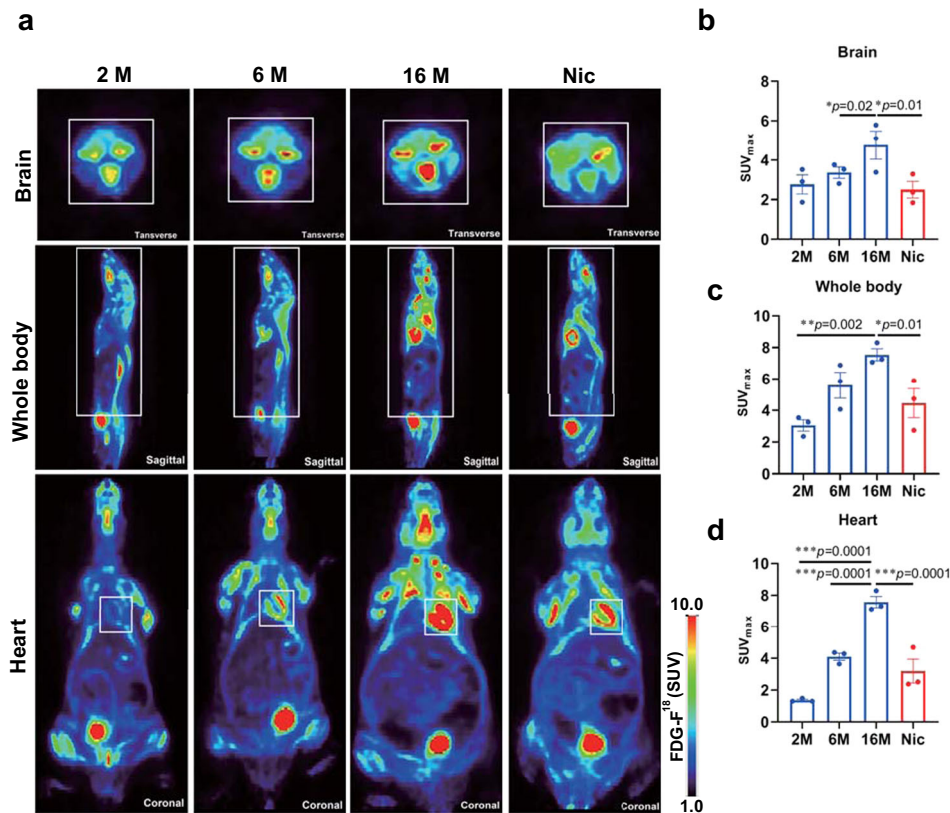 a
2 M
6 M
16 M
Nic
Brain
Tansverse
Tansverse
Transverse
Transverse
Whole body
Sagittal
Sagittal
Sagittal
Sagittal
Heart
Coronal
Coronal
Coronal
Coronal
10.0
FDG-F18 (SUV)
1.0
b
Brain
*p=0.02 *p=0.01
SUVmax
8
6
4
2
0
2M 6M 16M Nic
c
Whole body
**p=0.002 *p=0.01
SUVmax
10
8
6
4
2
0
2M 6M 16M Nic
d
Heart
***p=0.0001
***p=0.0001 ***p=0.0001
SUVmax
10
8
6
4
2
0
2M 6M 16M Nic